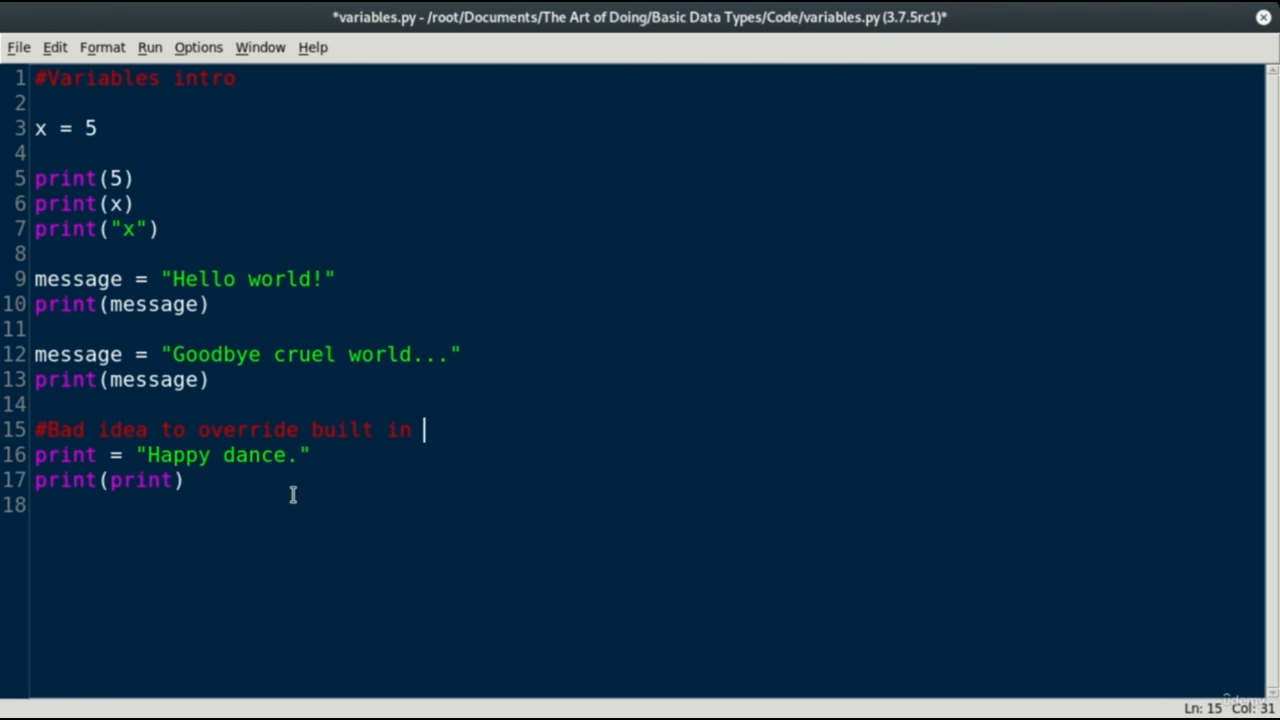 *variables.py - /root/Documents/The Art of Doing/Basic Data Types/Code/variables.py (3.7.5rc1)*
File Edit Format Run Options Window Help
1 #Variables intro
2
3 x = 5
4
5 print(5)
6 print(x)
7 print("x")
8
9 message = "Hello world!"
10 print(message)
11
12 message = "Goodbye cruel world..."
13 print(message)
14
15 #Bad idea to override built in
16 print = "Happy dance."
17 print(print)
18
ûdemy
Ln: 15 Col: 31